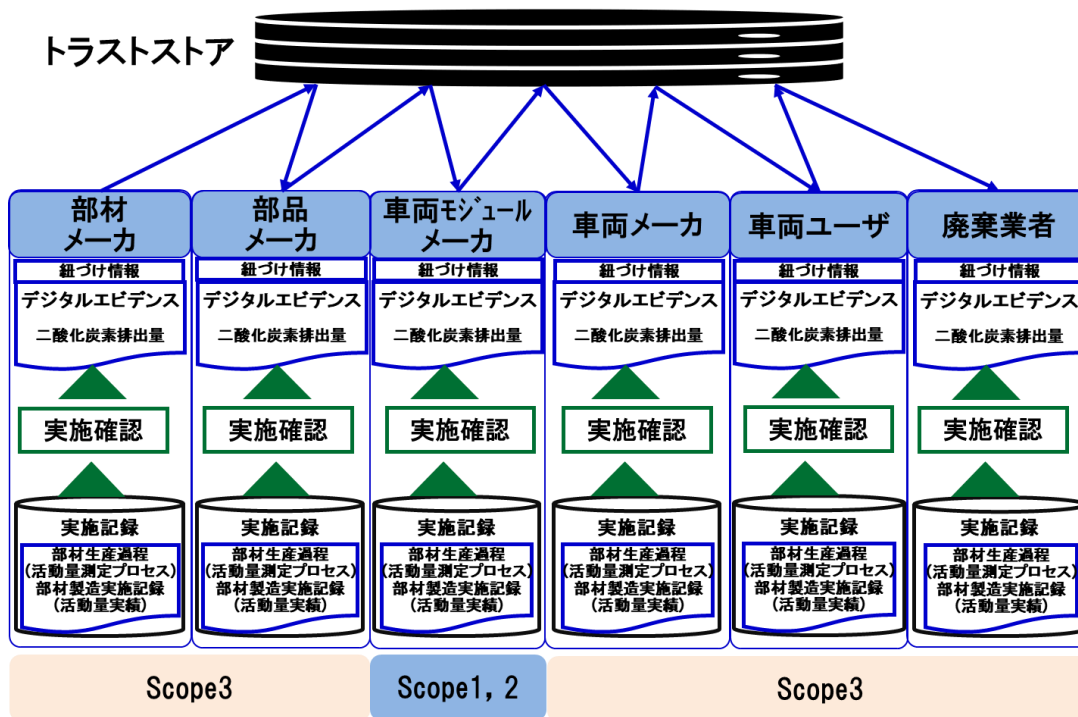 トラストストア
部材
メーカ
紐づけ情報
デジタルエビデンス
二酸化炭素排出量
実施確認
実施記録
部材生産過程
(活動量測定プロセス)
部材製造実施記録
(活動量実績)
部品
メーカ
紐づけ情報
デジタルエビデンス
二酸化炭素排出量
実施確認
実施記録
部材生産過程
(活動量測定プロセス)
部材製造実施記録
(活動量実績)
車両モジュール
メーカ
紐づけ情報
デジタルエビデンス
二酸化炭素排出量
実施確認
実施記録
部材生産過程
(活動量測定プロセス)
部材製造実施記録
(活動量実績)
車両メーカ
紐づけ情報
デジタルエビデンス
二酸化炭素排出量
実施確認
実施記録
部材生産過程
(活動量測定プロセス)
部材製造実施記録
(活動量実績)
車両ユーザ
紐づけ情報
デジタルエビデンス
二酸化炭素排出量
実施確認
実施記録
部材生産過程
(活動量測定プロセス)
部材製造実施記録
(活動量実績)
廃棄業者
紐づけ情報
デジタルエビデンス
二酸化炭素排出量
実施確認
実施記録
部材生産過程
(活動量測定プロセス)
部材製造実施記録
(活動量実績)
Scope3
Scope1, 2
Scope3